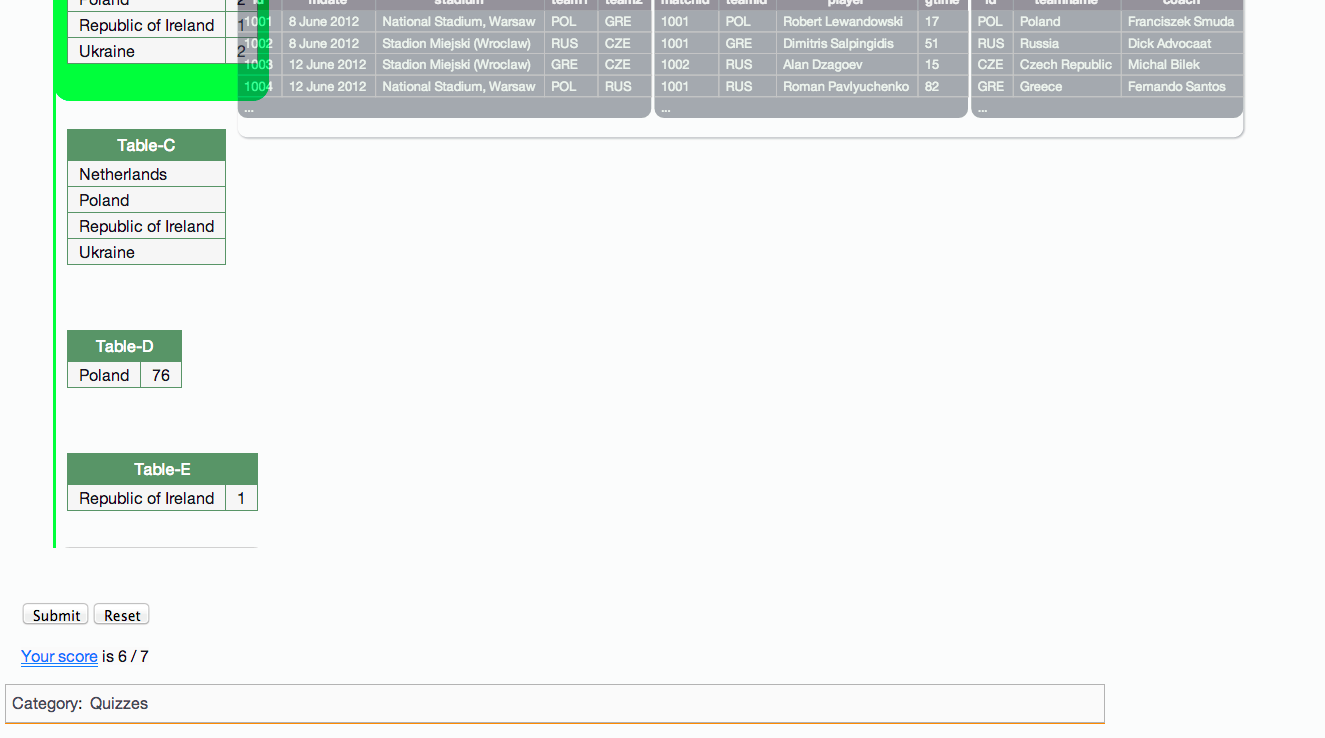 Poland 2
id mdate stadium team1 team2 matchid teamid player gtime id teamname coach
Republic of Ireland 1
1001 8 June 2012 National Stadium, Warsaw POL GRE 1001 POL Robert Lewandowski 17 POL Poland Franciszek Smuda
Ukraine 2
1002 8 June 2012 Stadion Miejski (Wroclaw) RUS CZE 1001 GRE Dimitris Salpingidis 51 RUS Russia Dick Advocaat
1003 12 June 2012 Stadion Miejski (Wroclaw) GRE CZE 1002 RUS Alan Dzagoev 15 CZE Czech Republic Michal Bilek
1004 12 June 2012 National Stadium, Warsaw POL RUS 1001 RUS Roman Pavlyuchenko 82 GRE Greece Fernando Santos
... ... ...
Table-C
Netherlands
Poland
Republic of Ireland
Ukraine
Table-D
Poland 76
Table-E
Republic of Ireland 1
Submit Reset
Your score is 6 / 7
Category: Quizzes